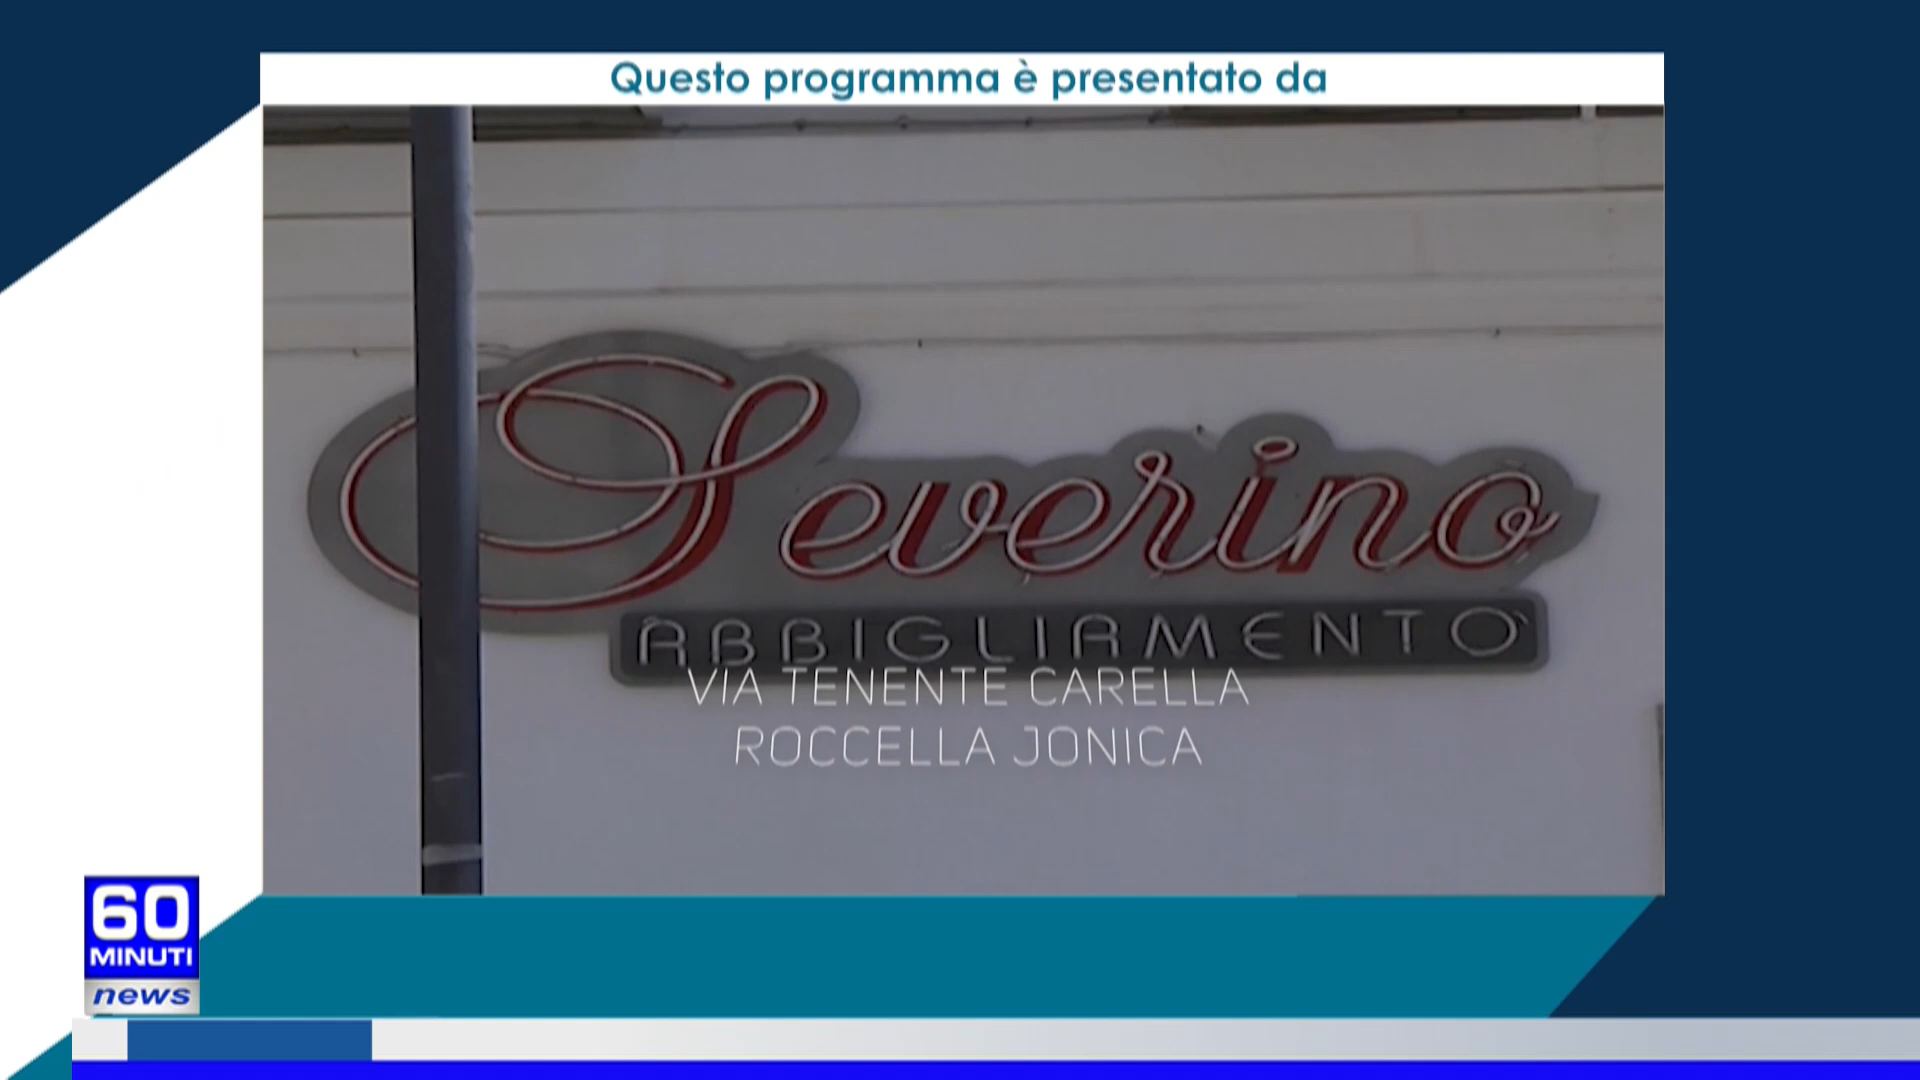 Questo programma è presentato da
Severino
ABBIGLIAMENTO
VIA TENENTE CARELLA
ROCCELLA JONICA
60
MINUTI
news